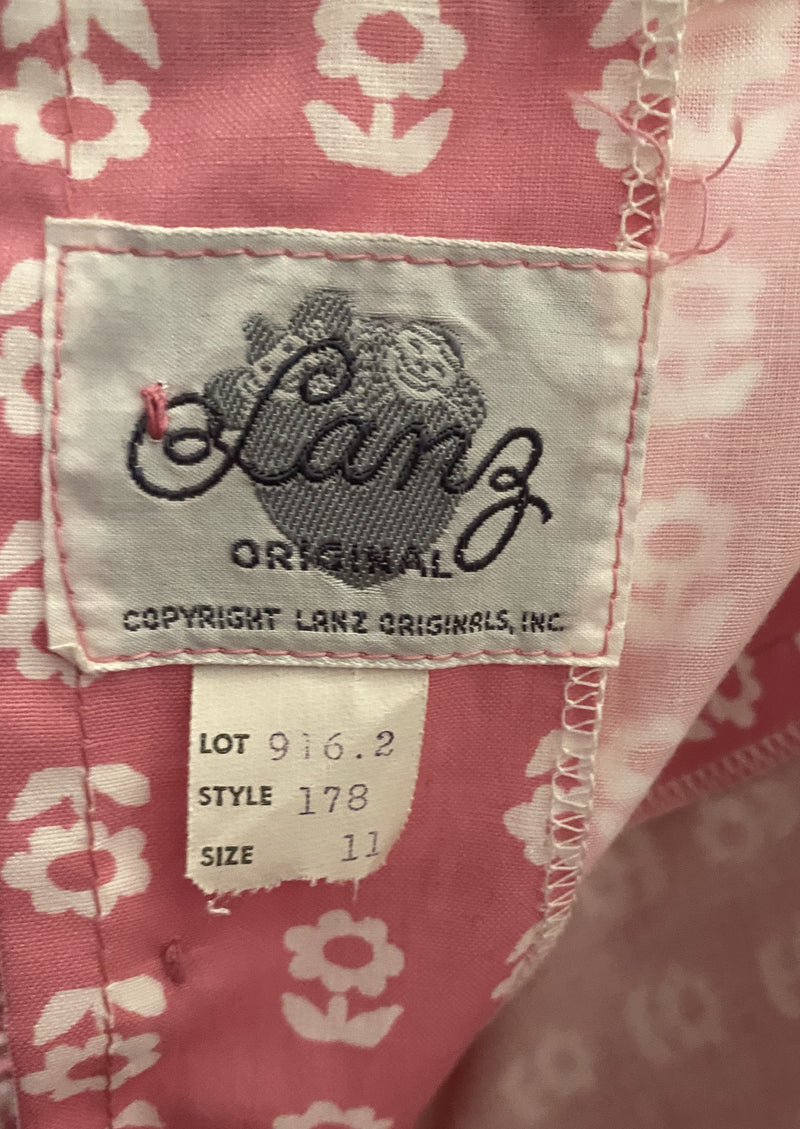 Lanz
ORIGINAL
COPYRIGHT LANZ ORIGINALS, INC.
LOT 916.2
STYLE 178
SIZE 11